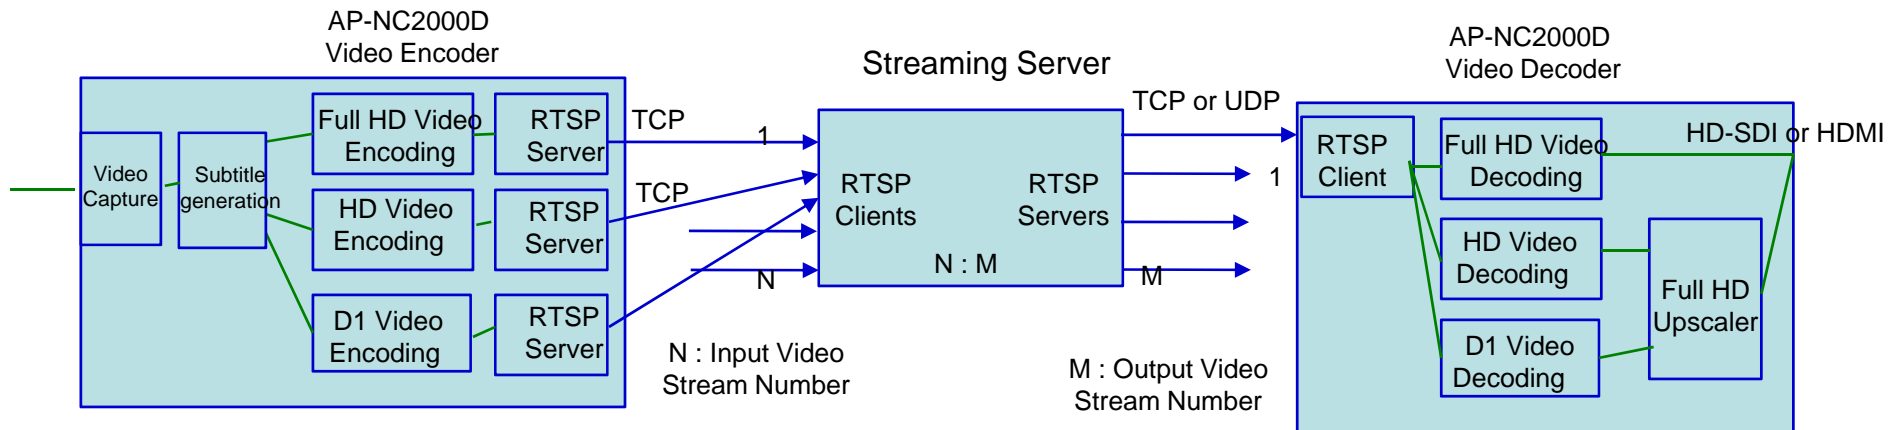 AP-NC2000D
Video Encoder
Video
Capture
Subtitle
generation
Full HD Video
Encoding
RTSP
Server
HD Video
Encoding
RTSP
Server
D1 Video
Encoding
RTSP
Server
TCP
TCP
1
N
N : Input Video
Stream Number
Streaming Server
RTSP
Clients
RTSP
Servers
N : M
TCP or UDP
1
M
M : Output Video
Stream Number
AP-NC2000D
Video Decoder
RTSP
Client
Full HD Video
Decoding
HD Video
Decoding
D1 Video
Decoding
Full HD
Upscaler
HD-SDI or HDMI